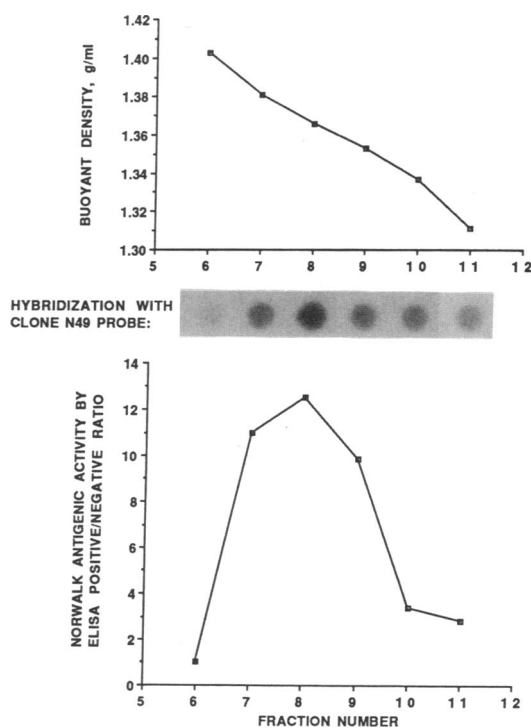 BUOYANT DENSITY, g/ml
1.42
1.40
1.38
1.36
1.34
1.32
1.30
5 6 7 8 9 10 11 12
HYBRIDIZATION WITH
CLONE N49 PROBE:
NORWALK ANTIGENIC ACTIVITY BY
ELISA POSITIVE/NEGATIVE RATIO
14
12
10
8
6
4
2
0
5 6 7 8 9 10 11 12
FRACTION NUMBER